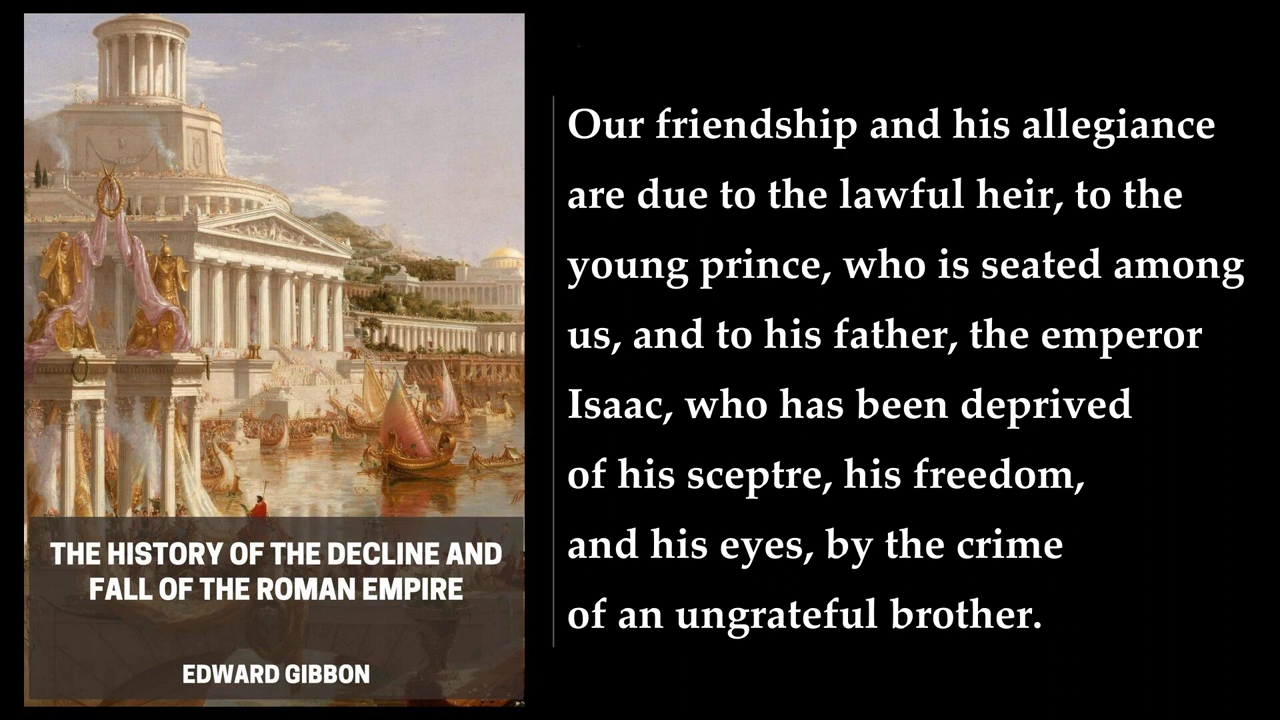 THE HISTORY OF THE DECLINE AND
FALL OF THE ROMAN EMPIRE
EDWARD GIBBON
Our friendship and his allegiance
are due to the lawful heir, to the
young prince, who is seated among
us, and to his father, the emperor
Isaac, who has been deprived
of his sceptre, his freedom,
and his eyes, by the crime
of an ungrateful brother.